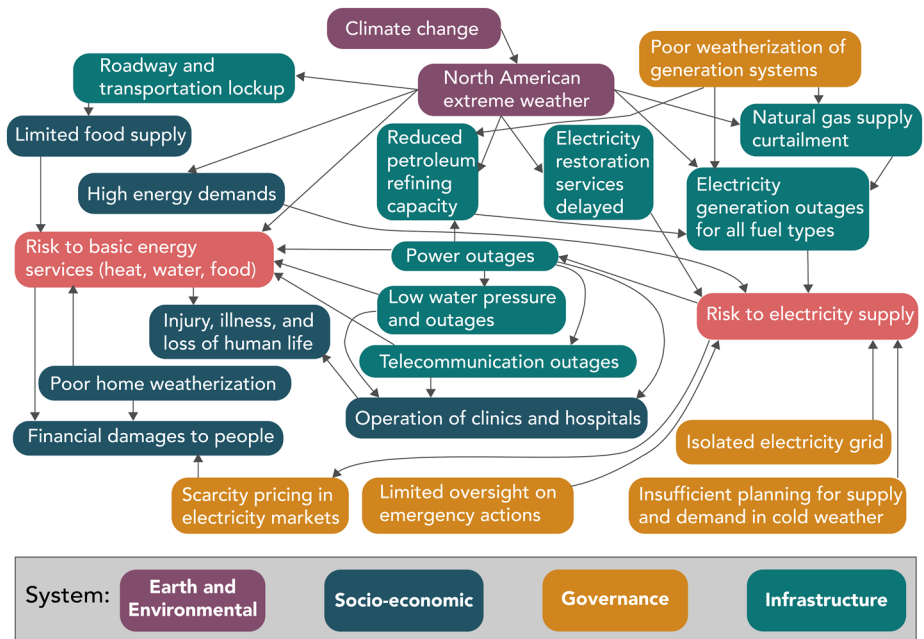 Climate change
Poor weatherization of
generation systems
Roadway and
transportation lockup
North American
extreme weather
Natural gas supply
curtailment
Limited food supply
Reduced
petroleum
refining
capacity
Electricity
restoration
services
delayed
High energy demands
Electricity
generation outages
for all fuel types
Risk to basic energy
services (heat, water, food)
Power outages
Low water pressure
and outages
Risk to electricity supply
Injury, illness, and
loss of human life
Telecommunication outages
Poor home weatherization
Operation of clinics and hospitals
Financial damages to people
Isolated electricity grid
Scarcity pricing in
electricity markets
Limited oversight on
emergency actions
Insufficient planning for supply
and demand in cold weather
System:
Earth and
Environmental
Socio-economic
Governance
Infrastructure